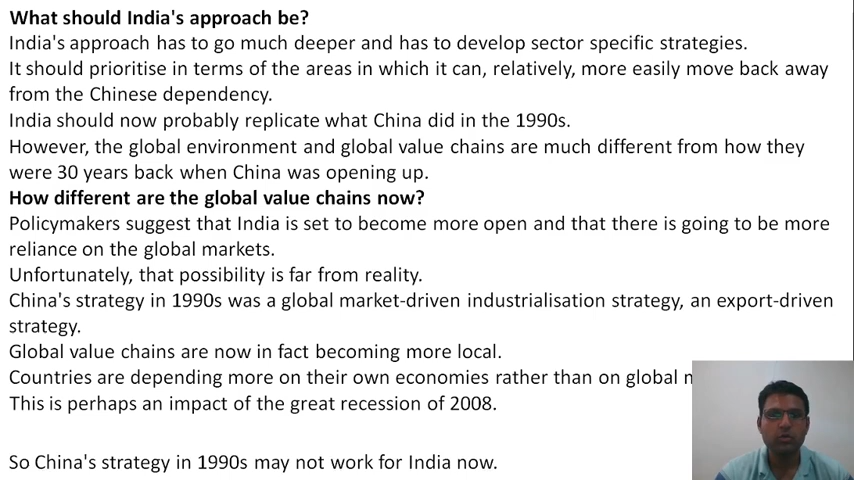 What should India's approach be?
India's approach has to go much deeper and has to develop sector specific strategies.
It should prioritise in terms of the areas in which it can, relatively, more easily move back away
from the Chinese dependency.
India should now probably replicate what China did in the 1990s.
However, the global environment and global value chains are much different from how they
were 30 years back when China was opening up.
How different are the global value chains now?
Policymakers suggest that India is set to become more open and that there is going to be more
reliance on the global markets.
Unfortunately, that possibility is far from reality.
China's strategy in 1990s was a global market-driven industrialisation strategy, an export-driven
strategy.
Global value chains are now in fact becoming more local.
Countries are depending more on their own economies rather than on global
This is perhaps an impact of the great recession of 2008.
So China's strategy in 1990s may not work for India now.